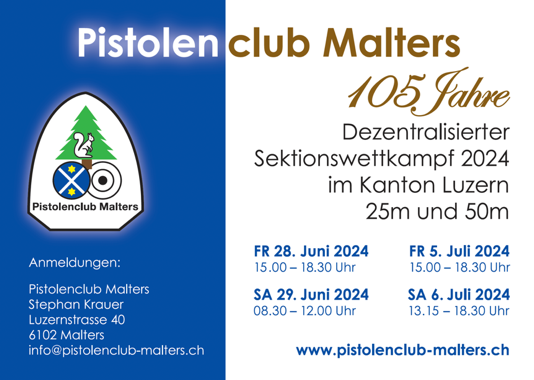 Pistolenclub Malters
105 Jahre
Dezentralisierter
Sektionswettkampf 2024
im Kanton Luzern
25m und 50m
Pistolenclub Malters
FR 28. Juni 2024
15.00 – 18.30 Uhr
FR 5. Juli 2024
15.00 – 18.30 Uhr
SA 29. Juni 2024
08.30 – 12.00 Uhr
SA 6. Juli 2024
13.15 – 18.30 Uhr
Anmeldungen:
Pistolenclub Malters
Stephan Krauer
Luzernstrasse 40
6102 Malters
info@pistolenclub-malters.ch
www.pistolenclub-malters.ch